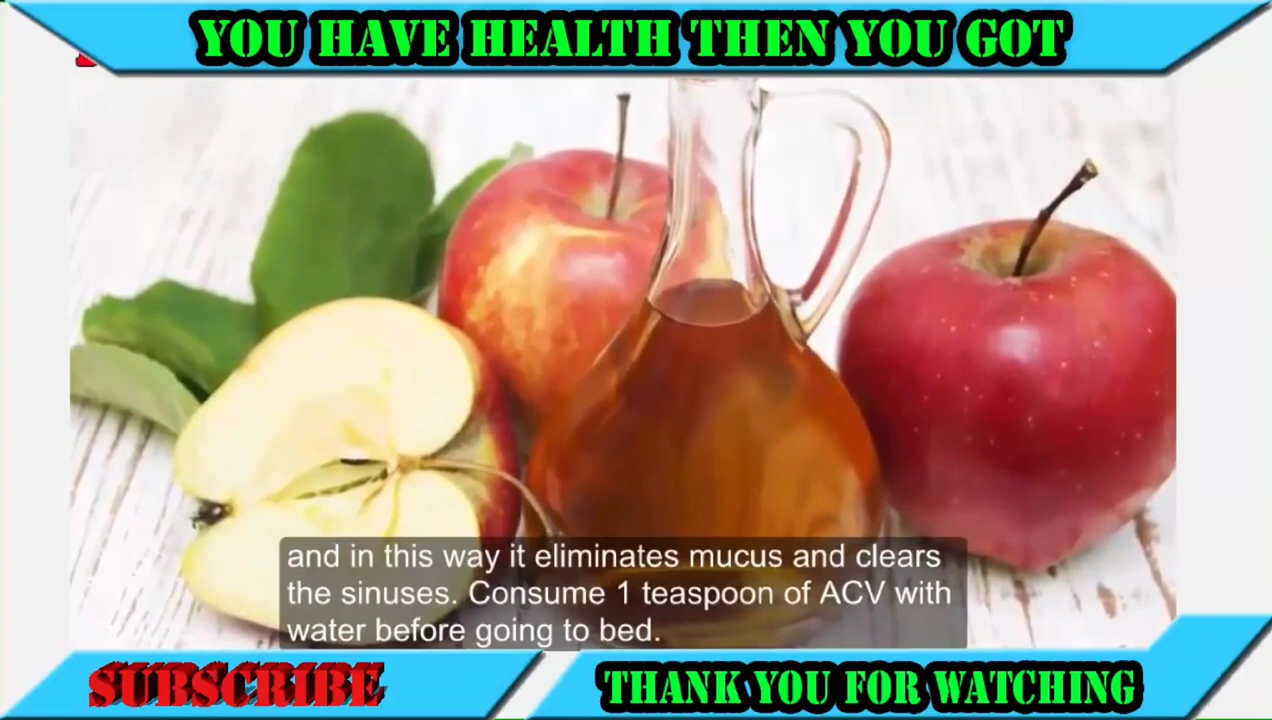 YOU HAVE HEALTH THEN YOU GOT
and in this way it eliminates mucus and clears
the sinuses. Consume 1 teaspoon of ACV with
water before going to bed.
SUBSCRIBE
THANK YOU FOR WATCHING